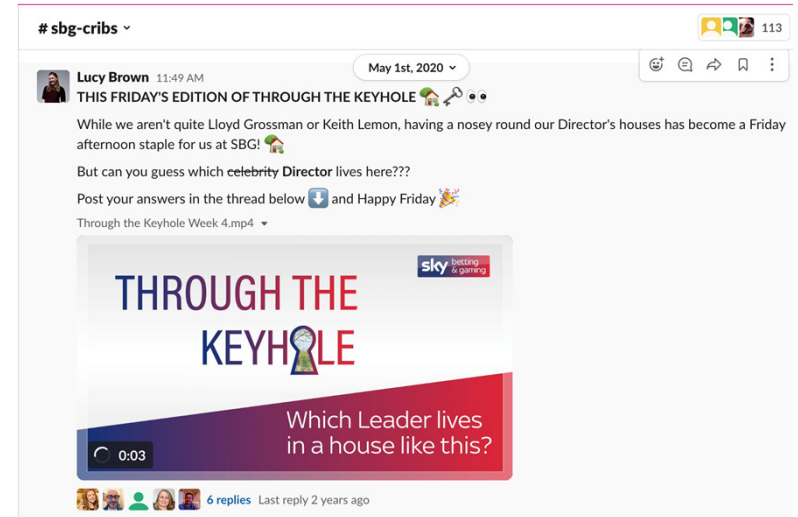 # sbg-cribs
113
May 1st, 2020
Lucy Brown 11:49 AM
THIS FRIDAY'S EDITION OF THROUGH THE KEYHOLE
While we aren't quite Lloyd Grossman or Keith Lemon, having a nosey round our Director's houses has become a Friday
afternoon staple for us at SBG!
But can you guess which celebrity Director lives here???
Post your answers in the thread below and Happy Friday
Through the Keyhole Week 4.mp4
sky betting
& gaming
THROUGH THE
KEYHOLE
Which Leader lives
in a house like this?
0:03
6 replies Last reply 2 years ago